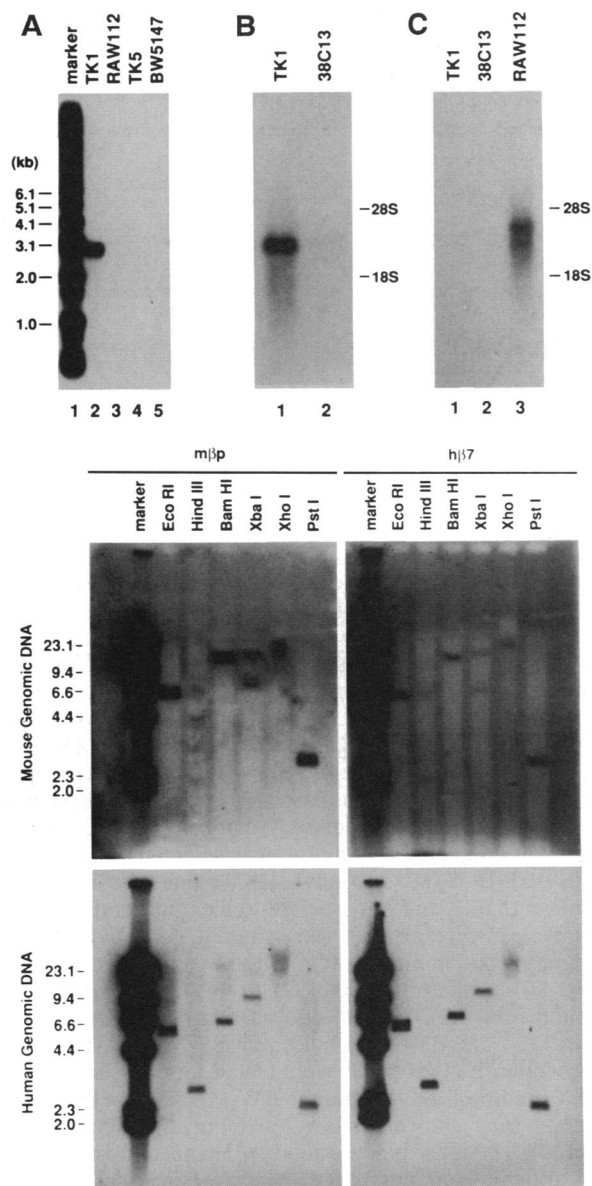 A
marker
TK1
RAW112
TK5
BW5147
(kb)
6.1
5.1
4.1
3.1
2.0
1.0
1 2 3 4 5
B
TK1
38C13
28S
18S
1 2
C
TK1
38C13
RAW112
28S
18S
1 2 3
mβp
hβ7
marker
Eco RI
Hind III
Bam HI
Xba I
Xho I
Pst I
marker
Eco RI
Hind III
Bam HI
Xba I
Xho I
Pst I
Mouse Genomic DNA
23.1
9.4
6.6
4.4
2.3
2.0
Human Genomic DNA
23.1
9.4
6.6
4.4
2.3
2.0